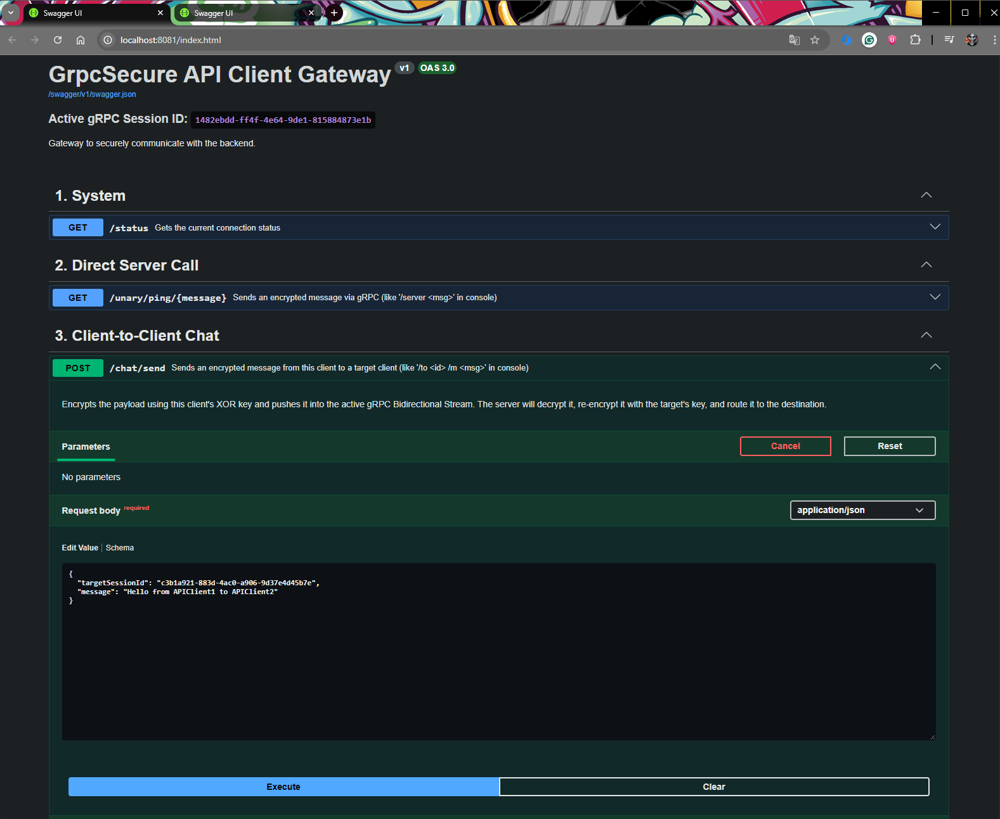 Swagger UI
Swagger UI
localhost:8081/index.html
GrpcSecure API Client Gateway v1 OAS 3.0
/swagger/v1/swagger.json
Active gRPC Session ID: 1482ebdd-ff4f-4e64-9de1-815884873e1b
Gateway to securely communicate with the backend.
1. System
GET /status Gets the current connection status
2. Direct Server Call
GET /unary/ping/{message} Sends an encrypted message via gRPC (like '/server <msg>' in console)
3. Client-to-Client Chat
POST /chat/send Sends an encrypted message from this client to a target client (like '/to <id> /m <msg>' in console)
Encrypts the payload using this client's XOR key and pushes it into the active gRPC Bidirectional Stream. The server will decrypt it, re-encrypt it with the target's key, and route it to the destination.
Parameters Cancel Reset
No parameters
Request body required application/json
Edit Value Schema
{
"targetSessionId": "c3b1a921-883d-4ac0-a906-9d37e4d45b7e",
"message": "Hello from APIClient1 to APIClient2"
}
Execute Clear